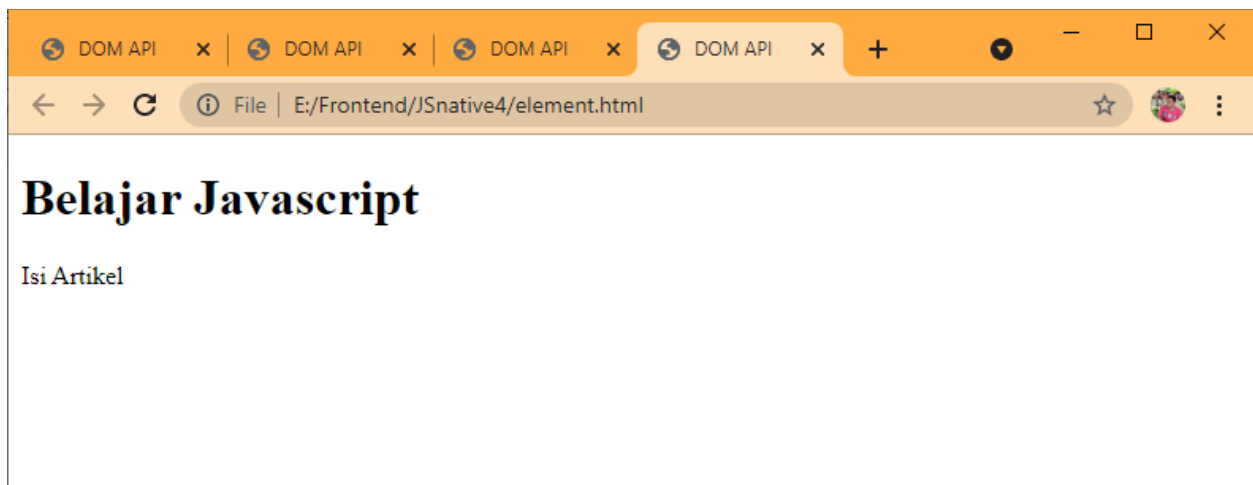 DOM API DOM API DOM API DOM API
File E:/Frontend/JSnative4/element.html
Belajar Javascript
Isi Artikel